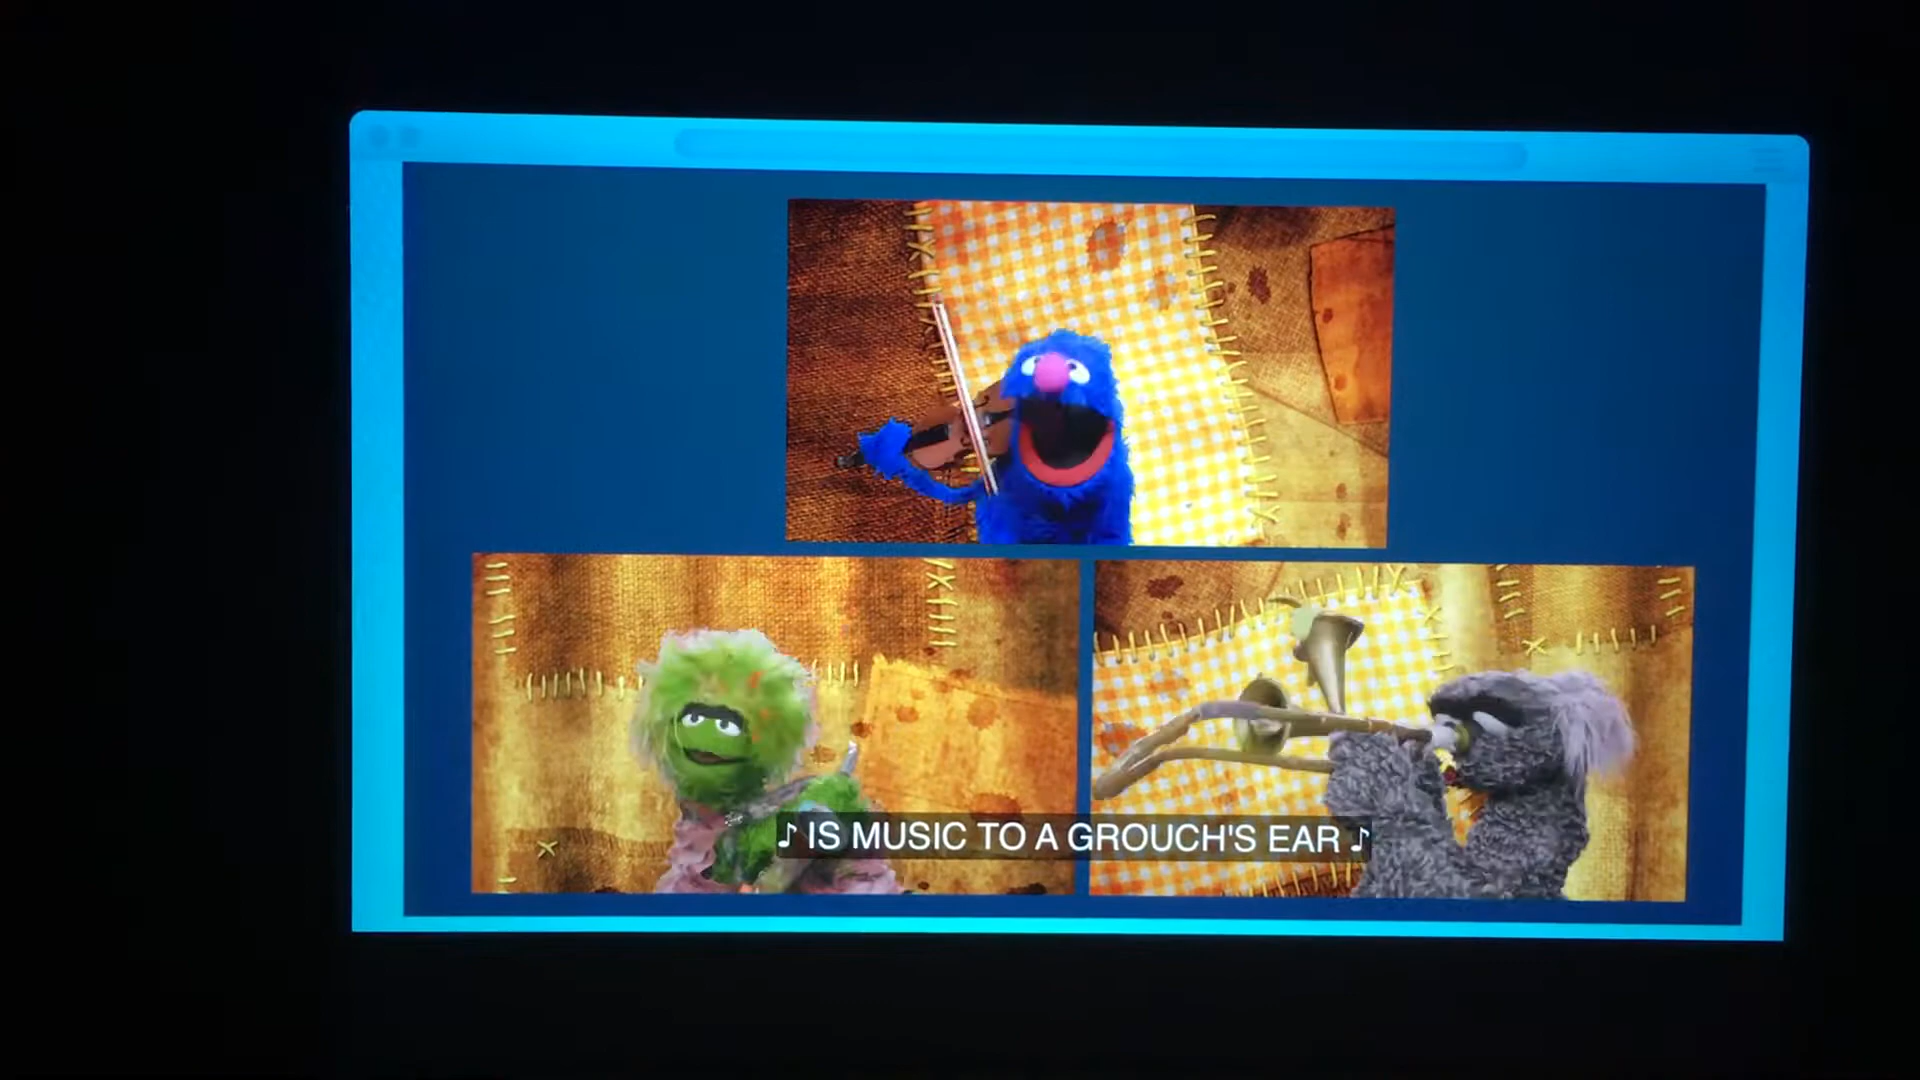 ♪ IS MUSIC TO A GROUCH'S EAR ♪